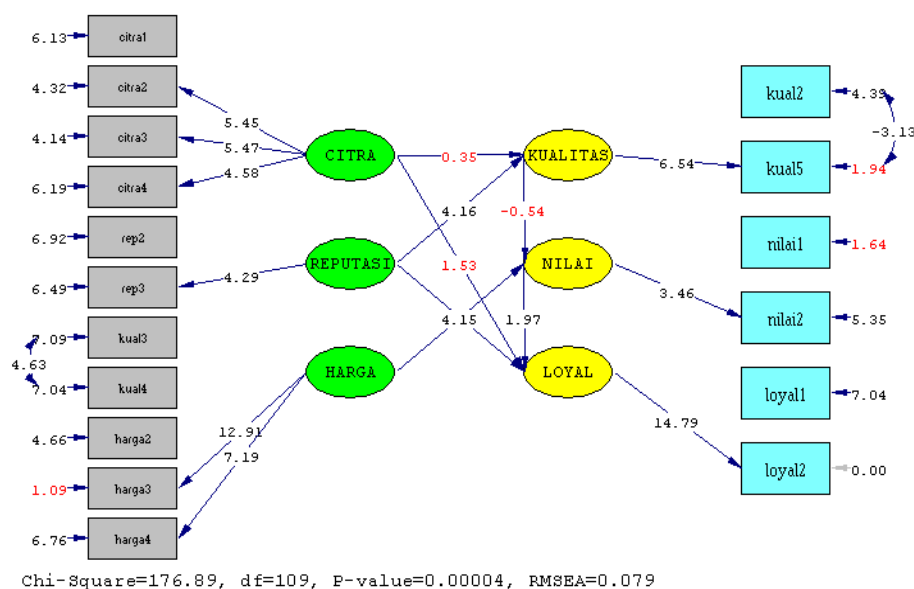 6.13 citra1
4.32 citra2
4.14 citra3
6.19 citra4
6.92 rep2
6.49 rep3
7.09 kual3
4.63
7.04 kual4
4.66 harga2
1.09 harga3
6.76 harga4
5.45
5.47
4.58
4.29
12.91
7.19
CITRA
REPUTASI
HARGA
0.35
4.16
-0.54
1.53
4.15
1.97
KUALITAS
NILAI
LOYAL
6.54
3.46
14.79
kual2 4.39
-3.13
kual5 1.94
nilai1 1.64
nilai2 5.35
loyal1 7.04
loyal2 0.00
Chi-Square=176.89, df=109, P-value=0.00004, RMSEA=0.079